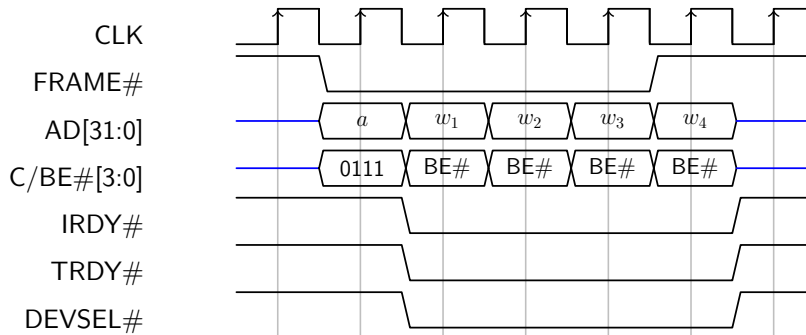 CLK
FRAME#
AD[31:0] a w1 w2 w3 w4
C/BE#[3:0] 0111 BE# BE# BE# BE#
IRDY#
TRDY#
DEVSEL#